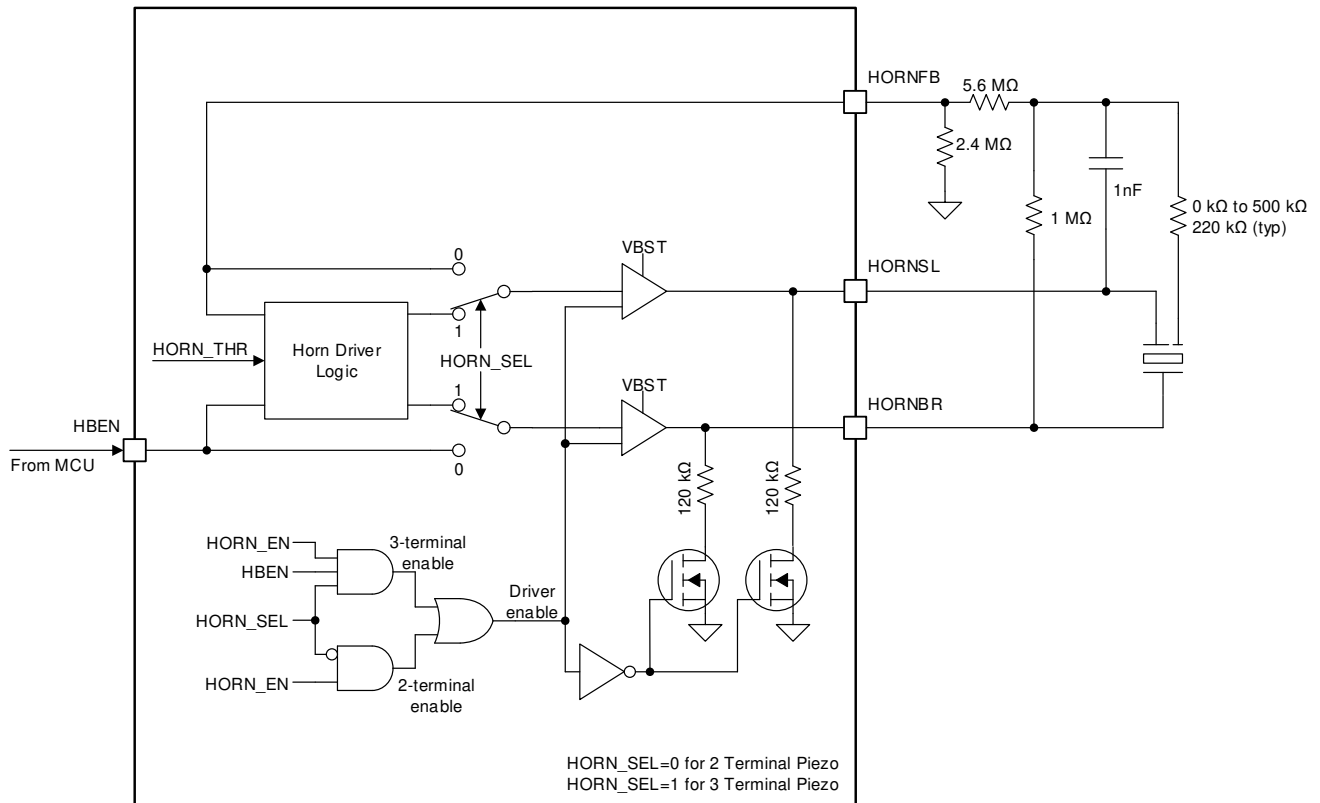 HORNFB
5.6 MΩ
2.4 MΩ
1nF
1 MΩ
0 kΩ to 500 kΩ
220 kΩ (typ)
VBST
HORNSL
0
1
HORN_THR
Horn Driver
Logic
HORN_SEL
1
0
VBST
HORNBR
HBEN
From MCU
120 kΩ
120 kΩ
HORN_EN
HBEN
HORN_SEL
HORN_EN
3-terminal
enable
2-terminal
enable
Driver
enable
HORN_SEL=0 for 2 Terminal Piezo
HORN_SEL=1 for 3 Terminal Piezo